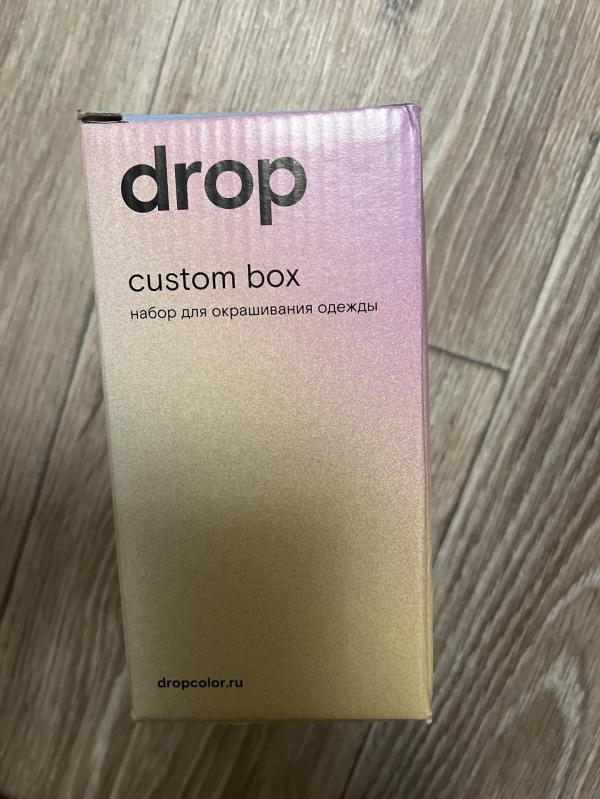 drop
custom box
набор для окрашивания одежды
dropcolor.ru